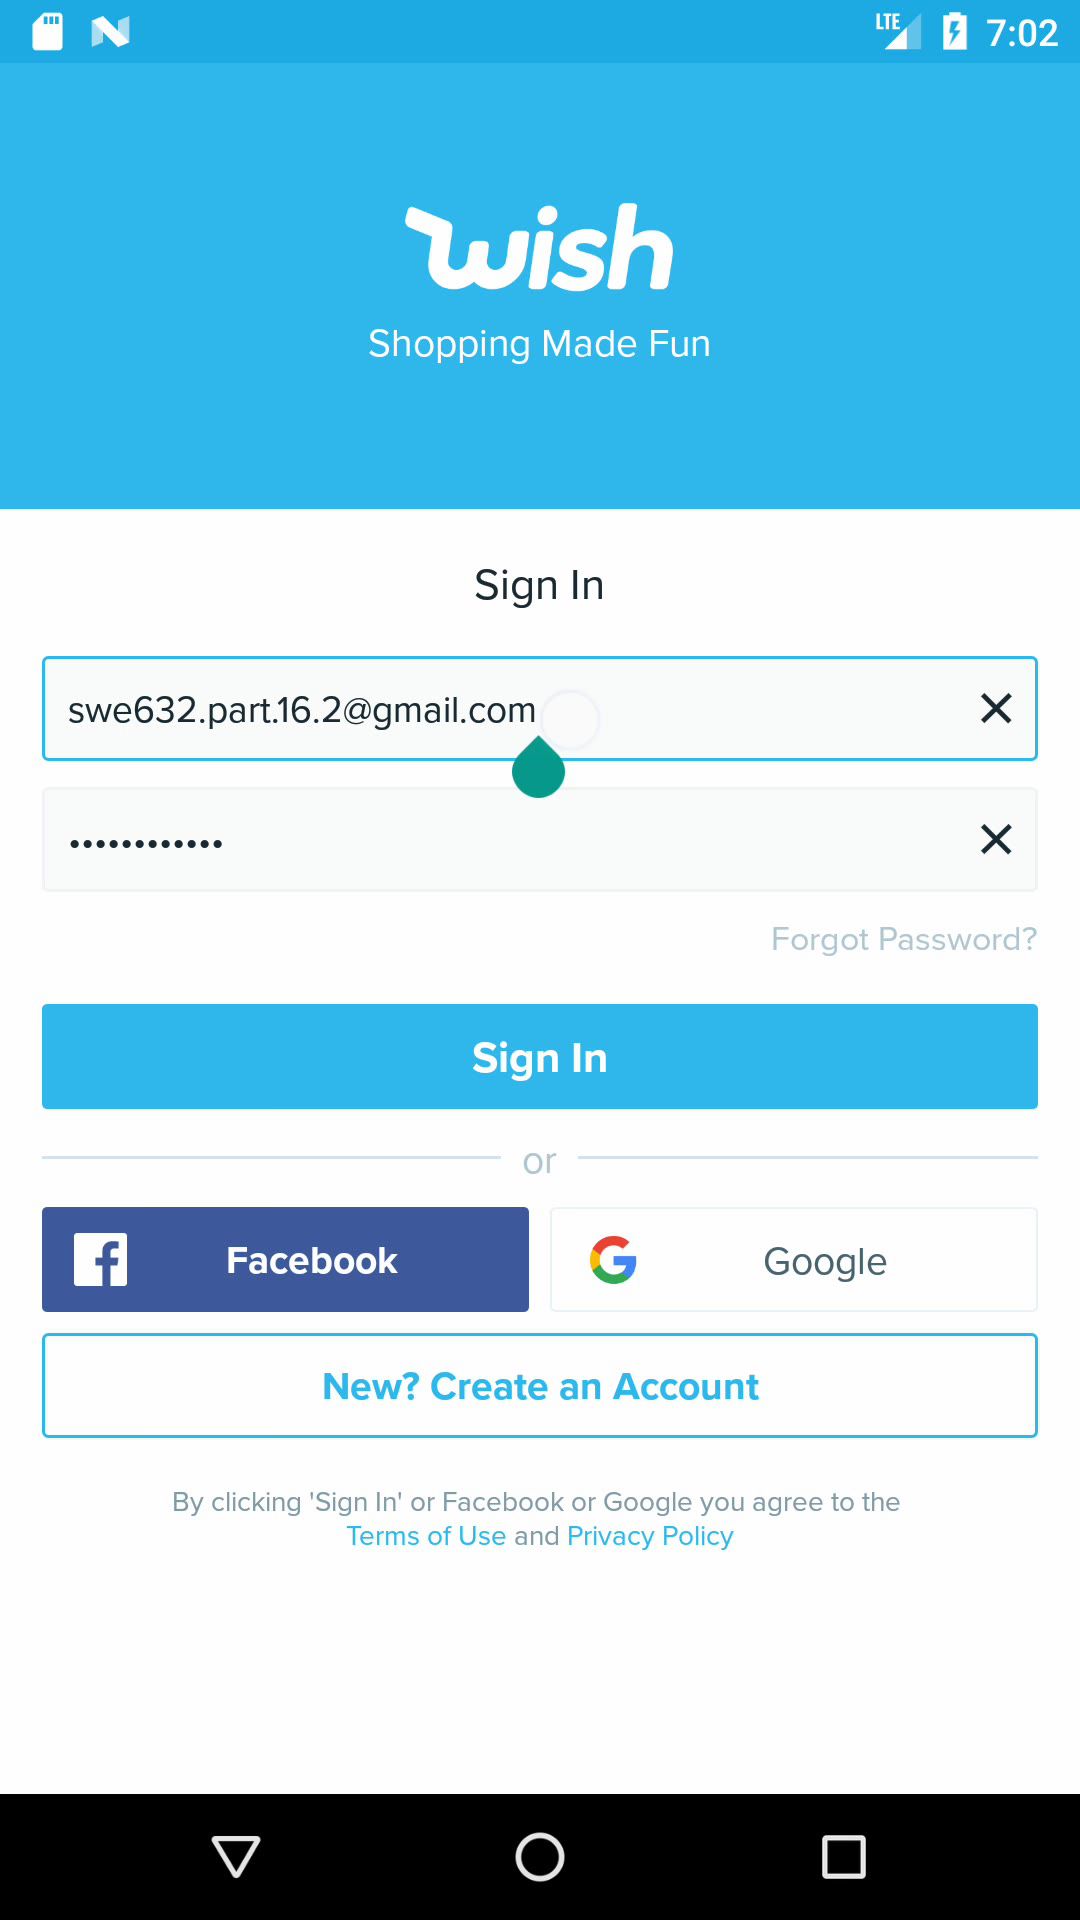 LTE 7:02
wish
Shopping Made Fun
Sign In
swe632.part.16.2@gmail.com
••••••••••••
Forgot Password?
Sign In
or
Facebook
Google
New? Create an Account
By clicking 'Sign In' or Facebook or Google you agree to the
Terms of Use and Privacy Policy